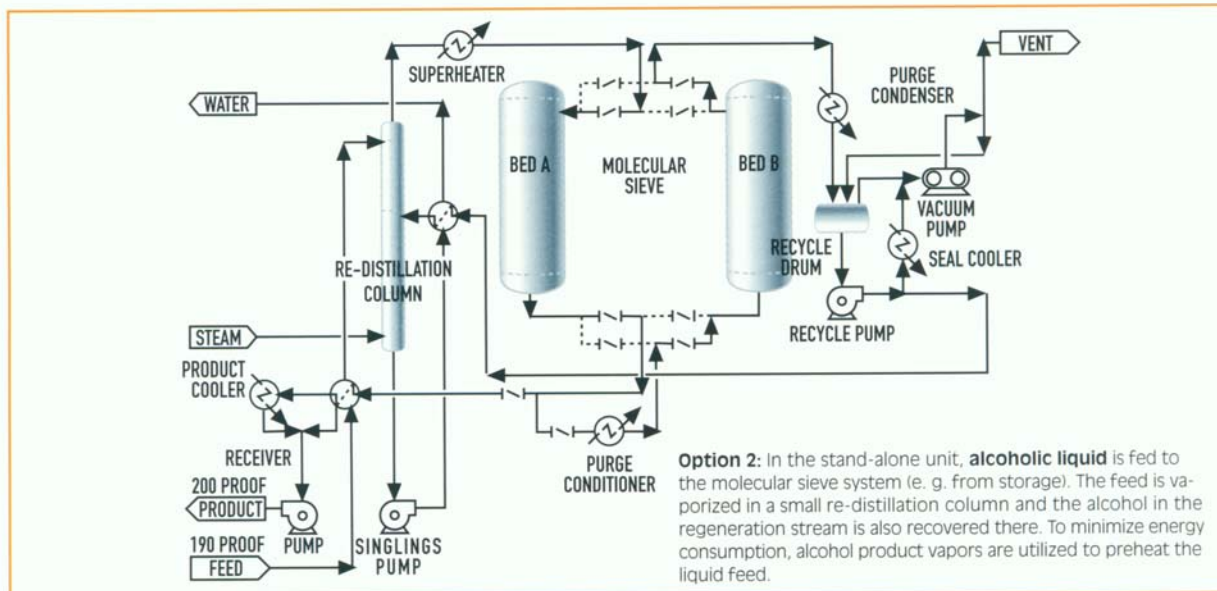 VENT
SUPERHEATER
PURGE
CONDENSER
WATER
BED A
MOLECULAR
SIEVE
BED B
VACUUM
PUMP
RE-DISTILLATION
COLUMN
RECYCLE
DRUM
SEAL COOLER
RECYCLE PUMP
STEAM
PRODUCT
COOLER
RECEIVER
PURGE
CONDITIONER
200 PROOF
PRODUCT
PUMP
SINGLINGS
PUMP
190 PROOF
FEED
Option 2: In the stand-alone unit, alcoholic liquid is fed to
the molecular sieve system (e. g. from storage). The feed is va-
porized in a small re-distillation column and the alcohol in the
regeneration stream is also recovered there. To minimize energy
consumption, alcohol product vapors are utilized to preheat the
liquid feed.